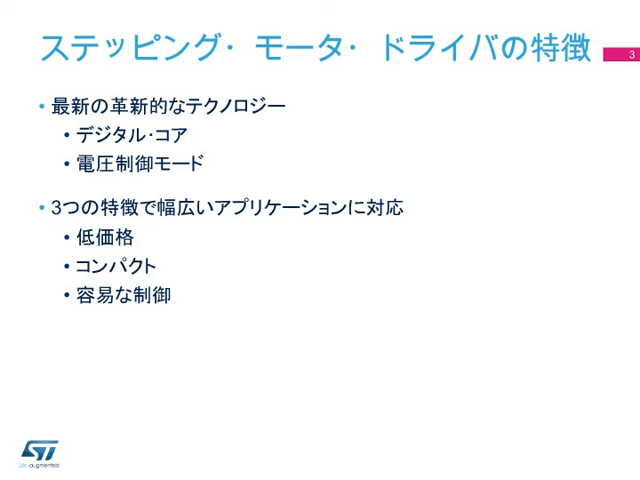 ステッピング・モータ・ドライバの特徴
3
• 最新の革新的なテクノロジー
• デジタル・コア
• 電圧制御モード
• 3つの特徴で幅広いアプリケーションに対応
• 低価格
• コンパクト
• 容易な制御
ST
life.augmented